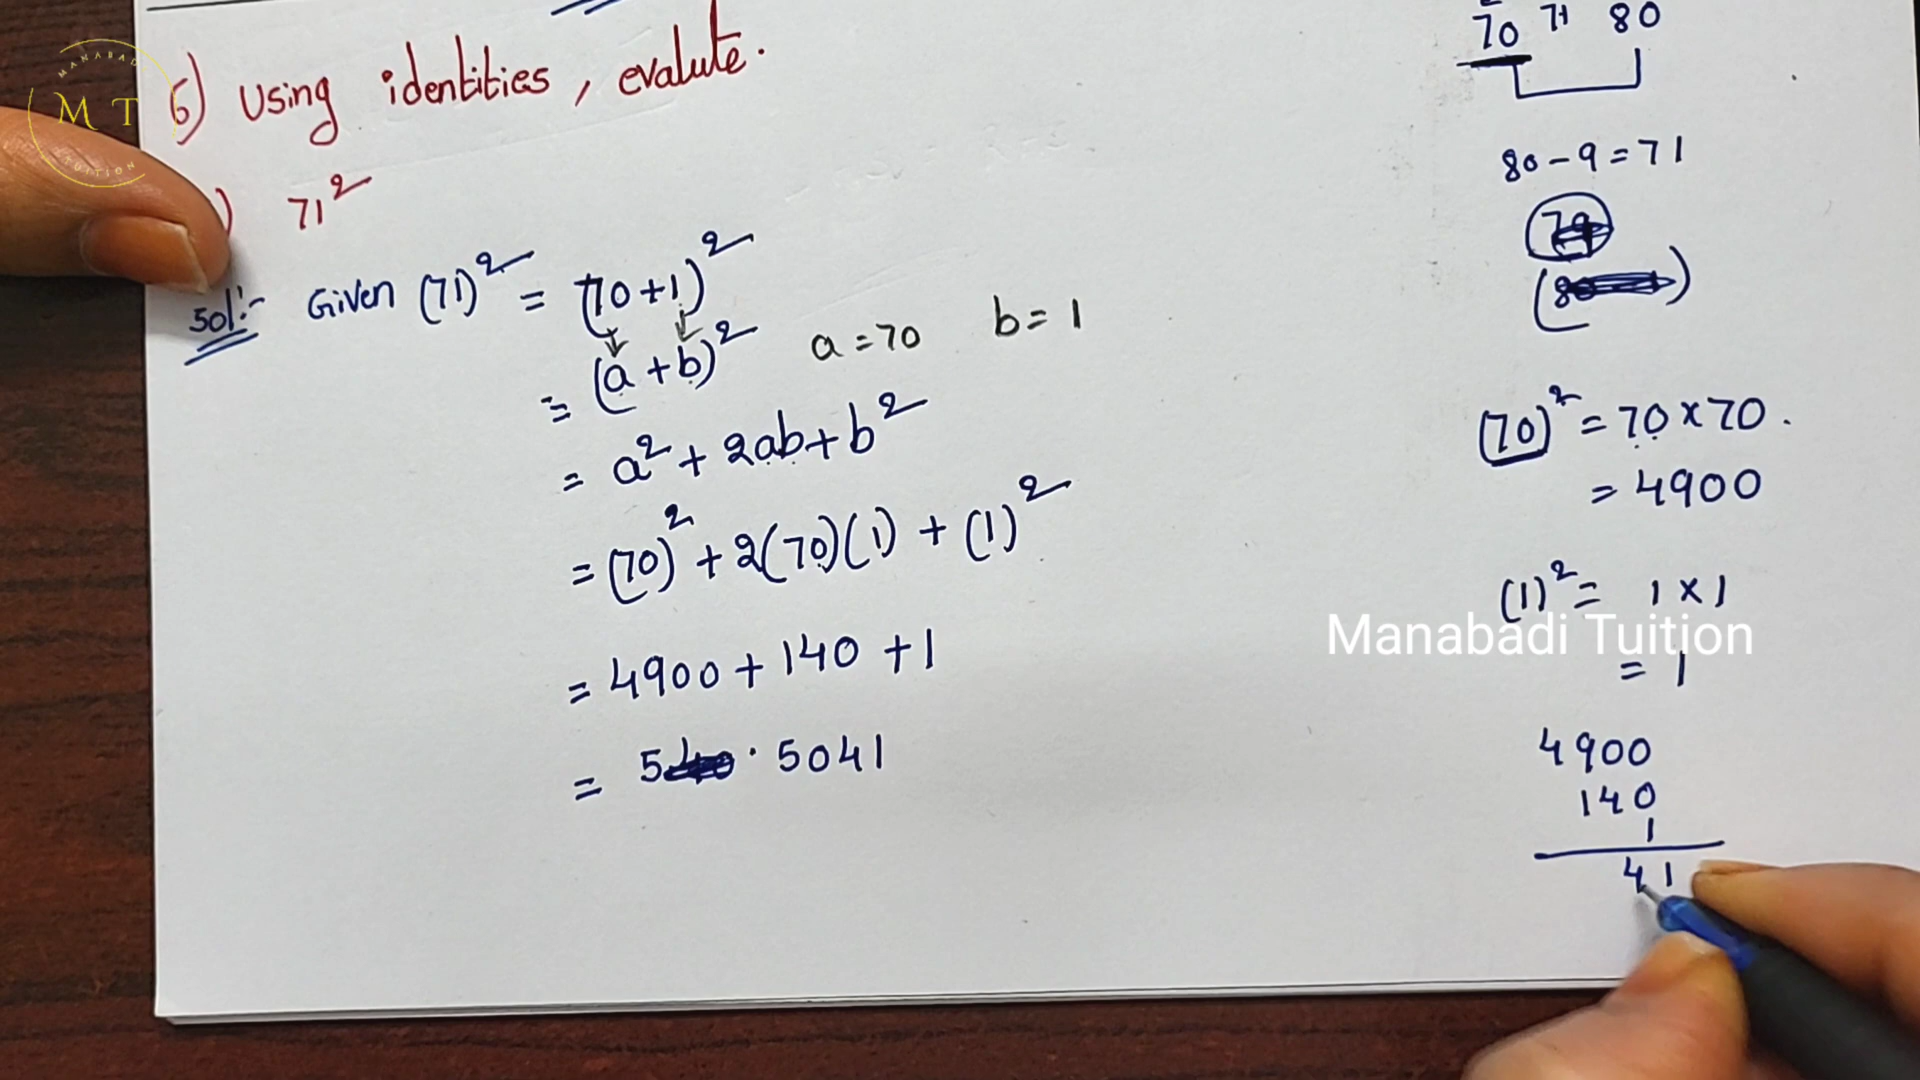 MANABADI
M T
TUITION
6) Using identities, evalute.
) 71²
Sol:- Given (71)² = (70+1)²
= (a+b)² a=70 b=1
= a²+2ab+b²
= (70)²+2(70)(1)+(1)²
= 4900+140+1
= 5 · 5041
70 71 80
80-9=71
(70)² = 70×70.
= 4900
(1)² = 1×1
Manabadi Tuition
= 1
4900
140
1
41